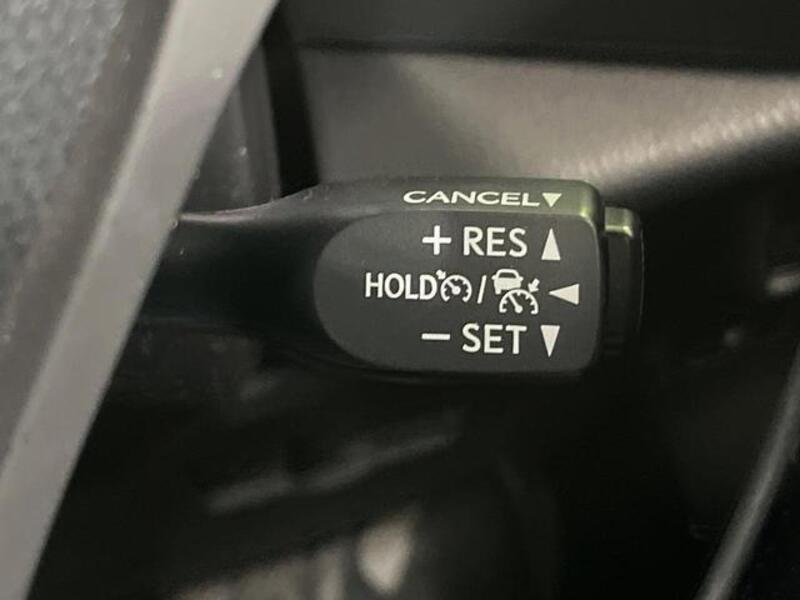 CANCEL▼
+ RES ▲
HOLD / ◀
− SET ▼